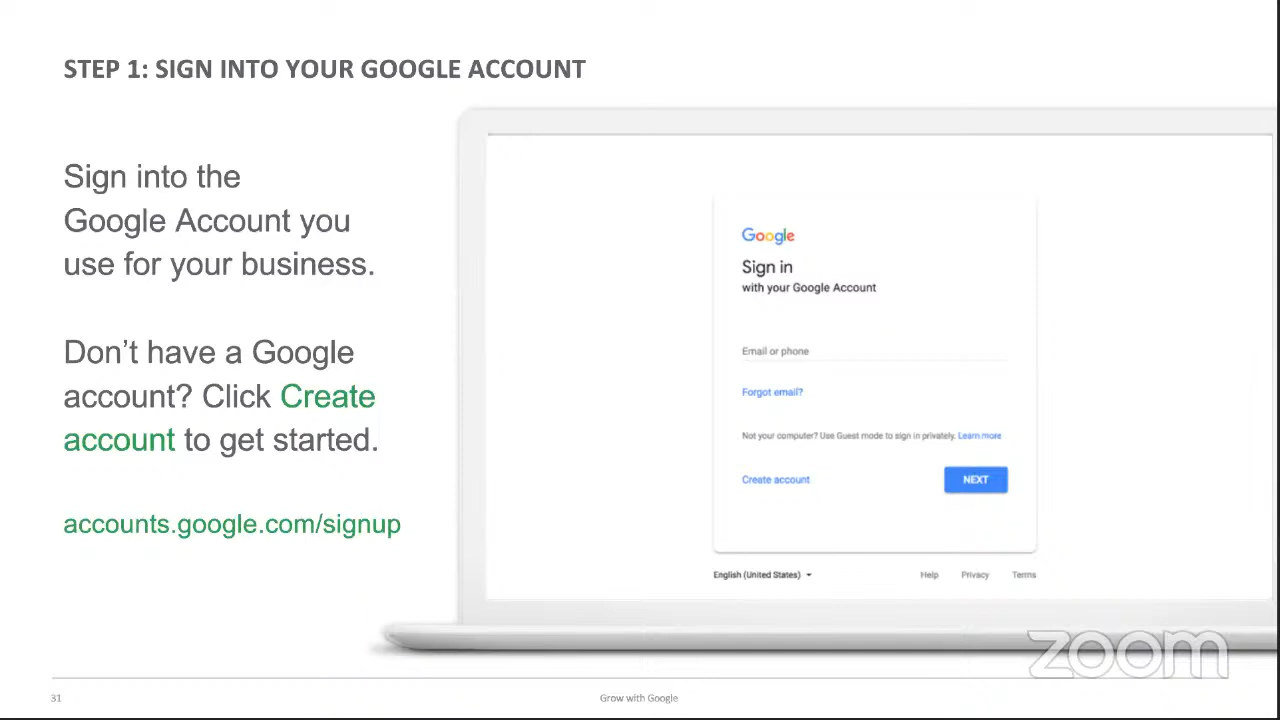 STEP 1: SIGN INTO YOUR GOOGLE ACCOUNT
Sign into the
Google Account you
use for your business.
Don’t have a Google
account? Click Create
account to get started.
accounts.google.com/signup
Google
Sign in
with your Google Account
Email or phone
Forgot email?
Not your computer? Use Guest mode to sign in privately. Learn more
Create account
NEXT
English (United States)
Help Privacy Terms
zoom
31
Grow with Google